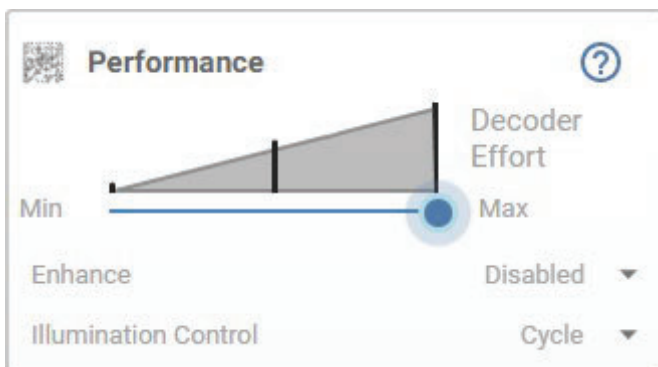 Performance
?
Decoder
Effort
Min
Max
Enhance
Disabled
Illumination Control
Cycle